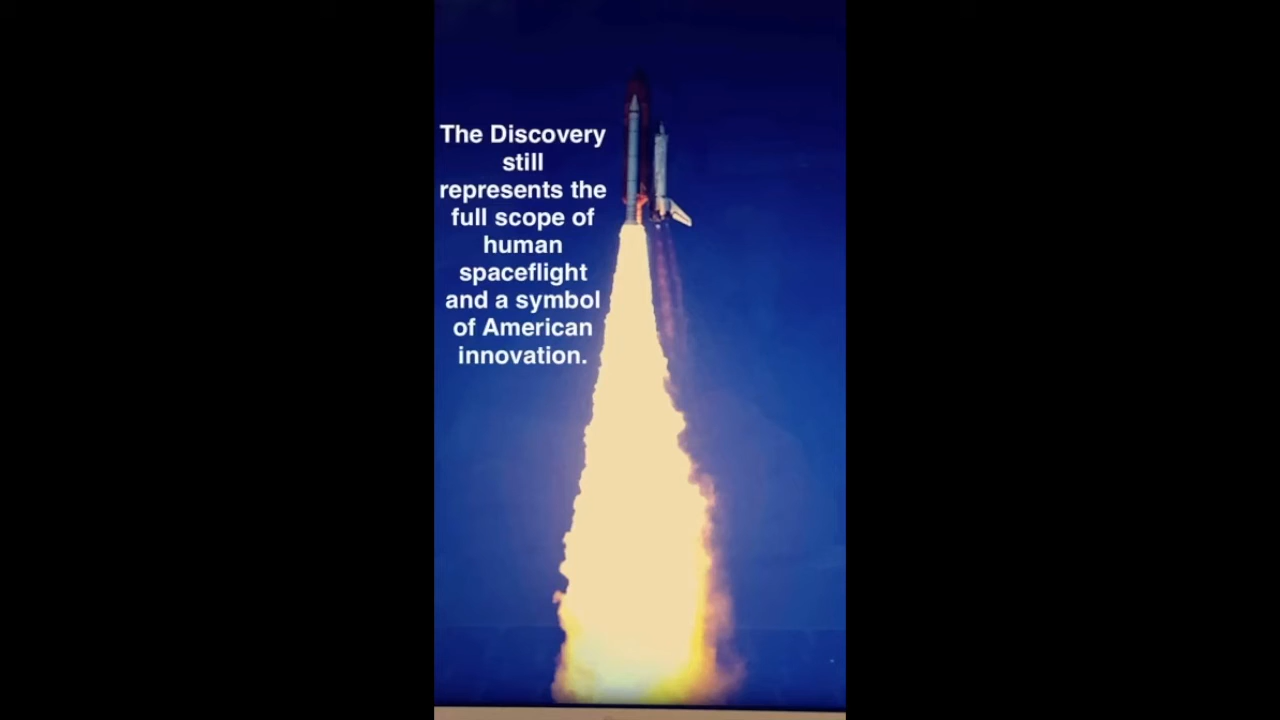 The Discovery
still
represents the
full scope of
human
spaceflight
and a symbol
of American
innovation.